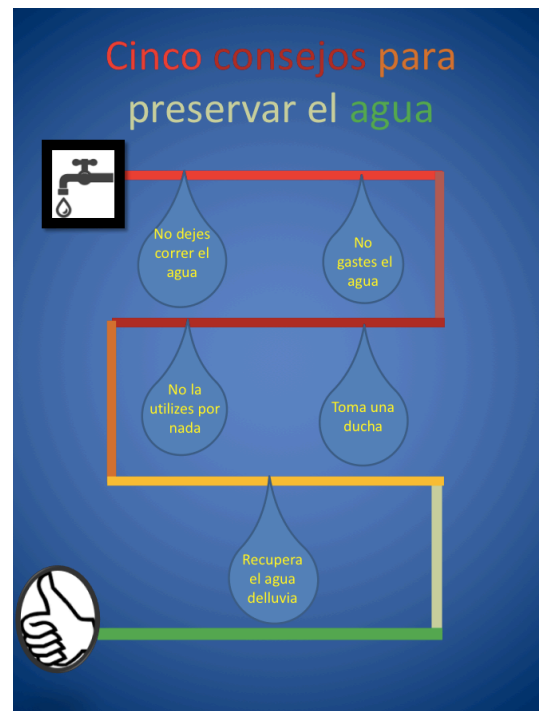 Cinco consejos para
preservar el agua
No dejes
correr el
agua
No
gastes el
agua
No la
utilizes por
nada
Toma una
ducha
Recupera
el agua
delluvia